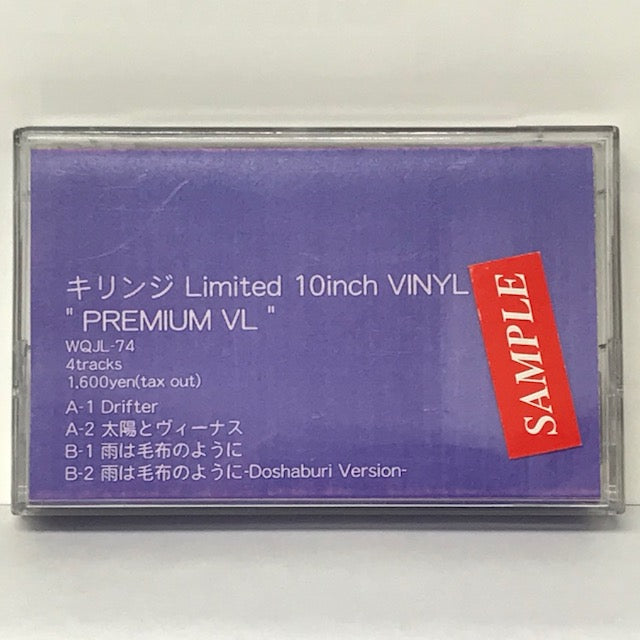 キリンジ Limited 10inch VINYL
" PREMIUM VL "
WQJL-74
4tracks
1,600yen(tax out)
A-1 Drifter
A-2 太陽とヴィーナス
B-1 雨は毛布のように
B-2 雨は毛布のように-Doshaburi Version-
SAMPLE